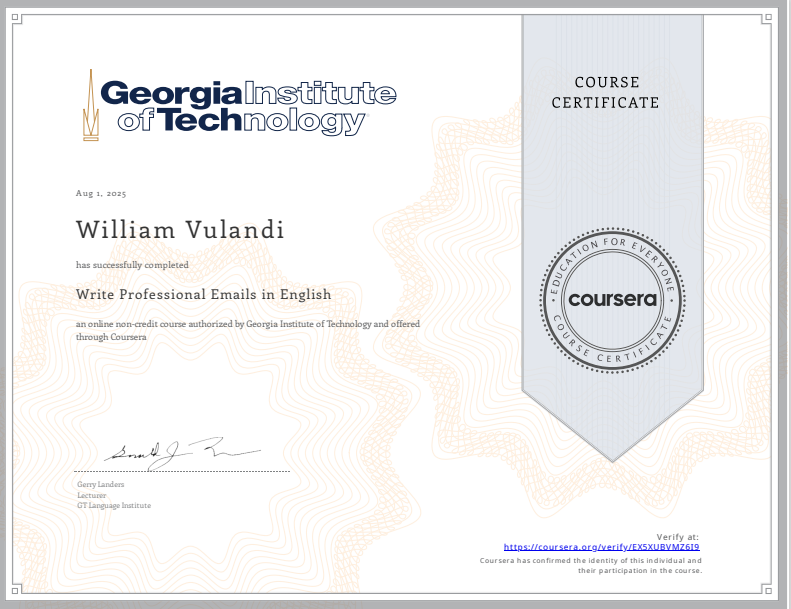 Georgia Institute
of Technology
COURSE
CERTIFICATE
Aug 1, 2025
William Vulandi
has successfully completed
Write Professional Emails in English
an online non-credit course authorized by Georgia Institute of Technology and offered
through Coursera
EDUCATION FOR EVERYONE
coursera
COURSE CERTIFICATE
Gerry Landers
Lecturer
GT Language Institute
Verify at:
https://coursera.org/verify/EX5XUBVMZ6I9
Coursera has confirmed the identity of this individual and
their participation in the course.